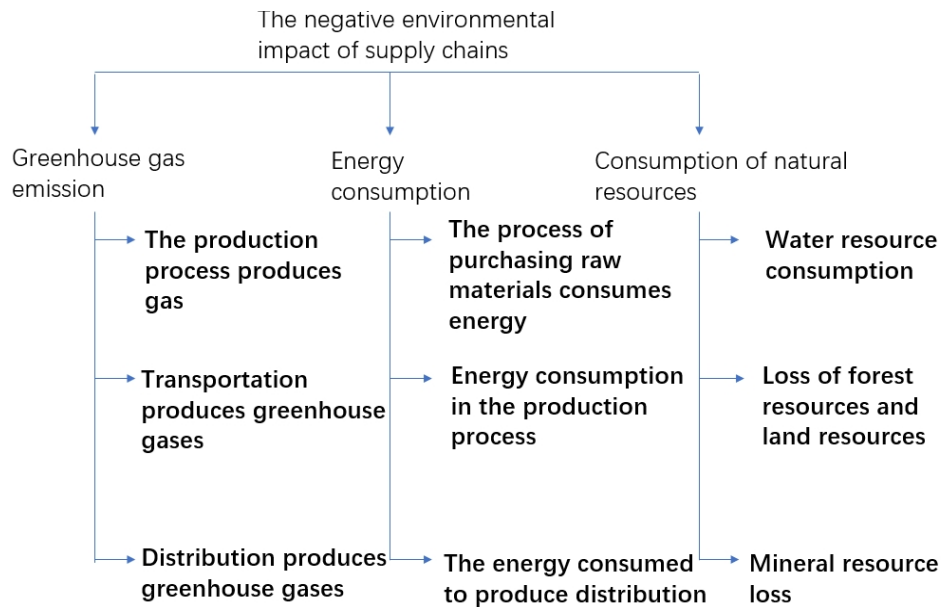 The negative environmental
impact of supply chains
Greenhouse gas
emission
Energy
consumption
Consumption of natural
resources
The production
process produces
gas
The process of
purchasing raw
materials consumes
energy
Water resource
consumption
Transportation
produces greenhouse
gases
Energy consumption
in the production
process
Loss of forest
resources and
land resources
Distribution produces
greenhouse gases
The energy consumed
to produce distribution
Mineral resource
loss